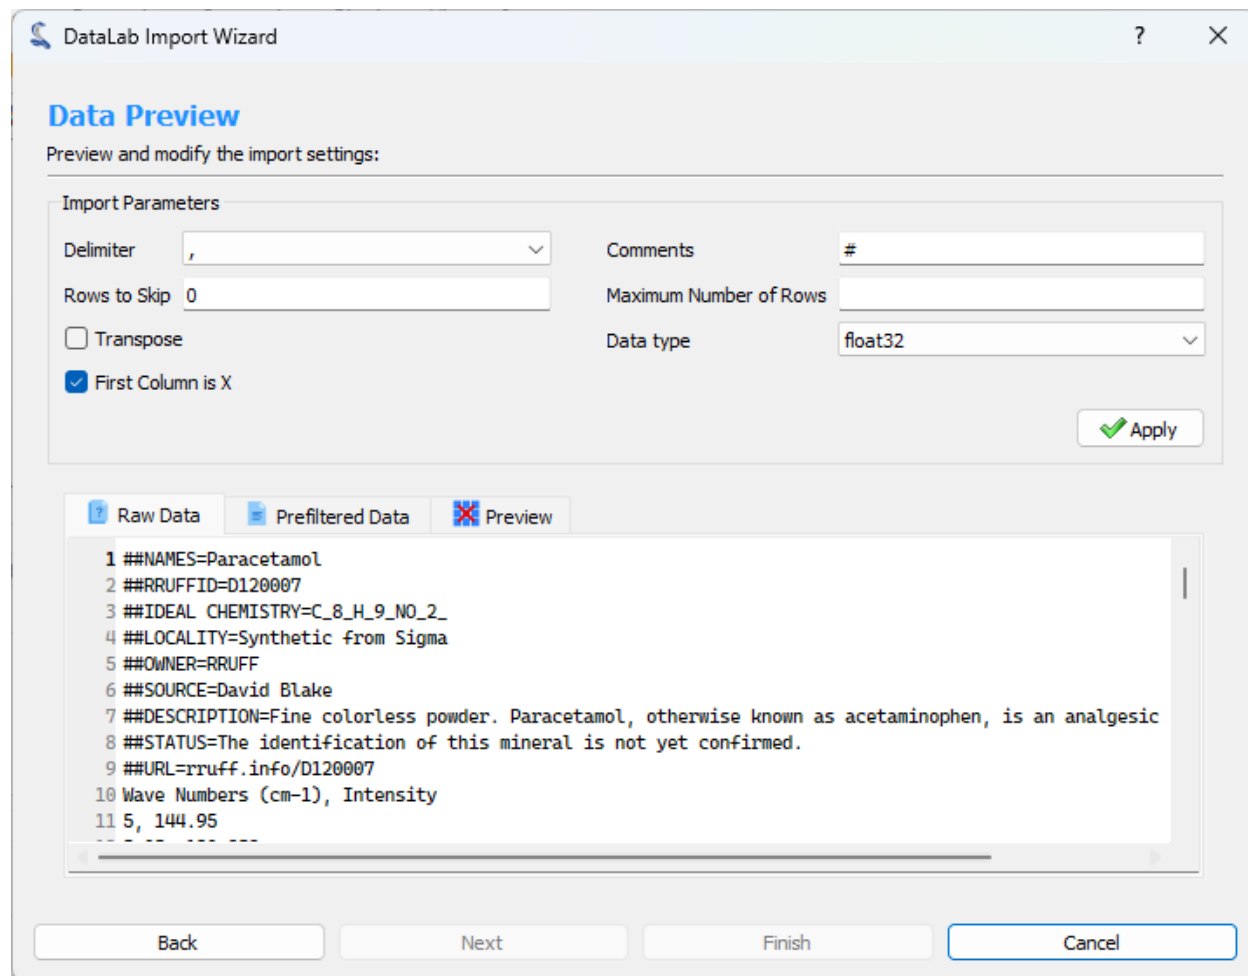 DataLab Import Wizard ?
Data Preview
Preview and modify the import settings:
Import Parameters
Delimiter , Comments #
Rows to Skip 0 Maximum Number of Rows
Transpose Data type float32
First Column is X
Apply
Raw Data Prefiltered Data Preview
1 ##NAMES=Paracetamol
2 ##RRUFFID=D120007
3 ##IDEAL CHEMISTRY=C_8_H_9_NO_2_
4 ##LOCALITY=Synthetic from Sigma
5 ##OWNER=RRUFF
6 ##SOURCE=David Blake
7 ##DESCRIPTION=Fine colorless powder. Paracetamol, otherwise known as acetaminophen, is an analgesic
8 ##STATUS=The identification of this mineral is not yet confirmed.
9 ##URL=rruff.info/D120007
10 Wave Numbers (cm-1), Intensity
11 5, 144.95
Back Next Finish Cancel